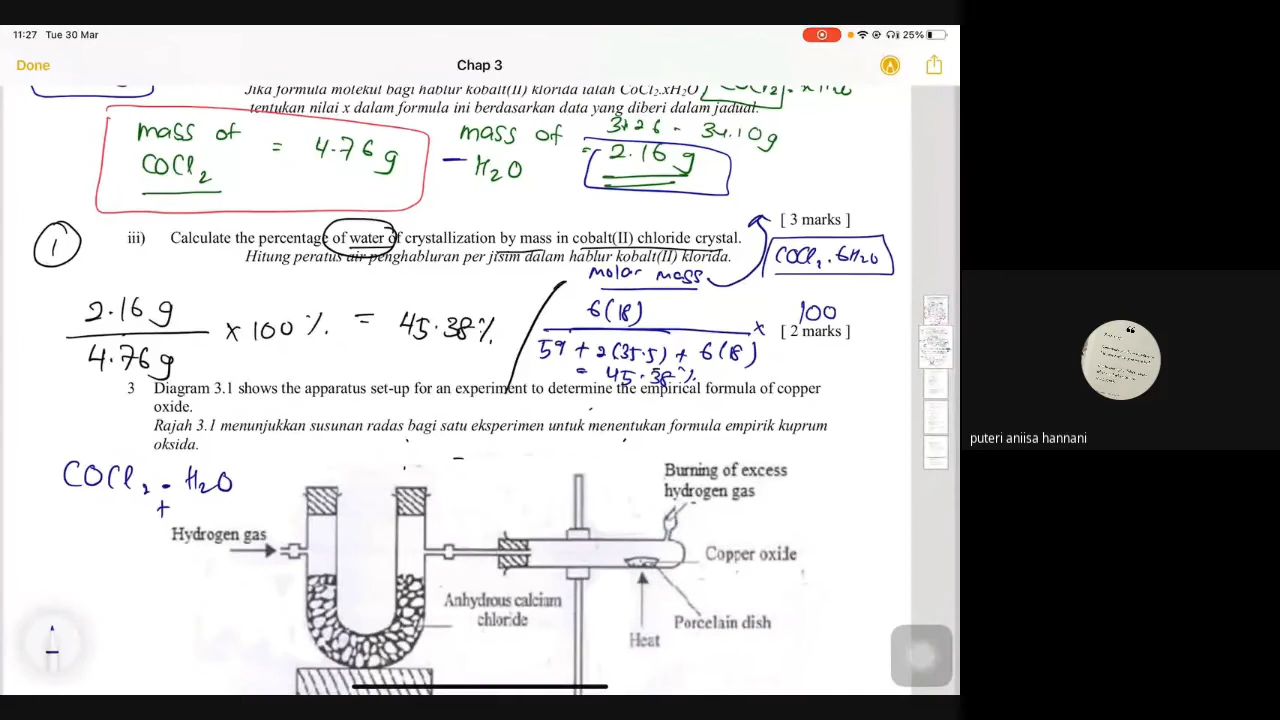 11:27 Tue 30 Mar
25%
Done
Chap 3
Jika formula molekul bagi hablur kobalt(II) klorida ialah CoCl2.xH2O
tentukan nilai x dalam formula ini berdasarkan data yang diberi dalam jadual.
mass of COCl2 = 4.76 g
mass of H2O
34.10g
= 2.16 g
[ 3 marks ]
1
iii) Calculate the percentage of water of crystallization by mass in cobalt(II) chloride crystal.
Hitung peratus air penghabluran per jisim dalam hablur kobalt(II) klorida.
COCl2 . 6H2O
molar mass
2.16 g / 4.76 g x 100 % = 45.38 %
6(18) / 59 + 2(35.5) + 6(18) x 100
= 45.38 %
[ 2 marks ]
3 Diagram 3.1 shows the apparatus set-up for an experiment to determine the empirical formula of copper
oxide.
Rajah 3.1 menunjukkan susunan radas bagi satu eksperimen untuk menentukan formula empirik kuprum
oksida.
COCl2 . H2O
+
Burning of excess
hydrogen gas
Hydrogen gas
Copper oxide
Anhydrous calcium
chloride
Porcelain dish
Heat
puteri aniisa hannani